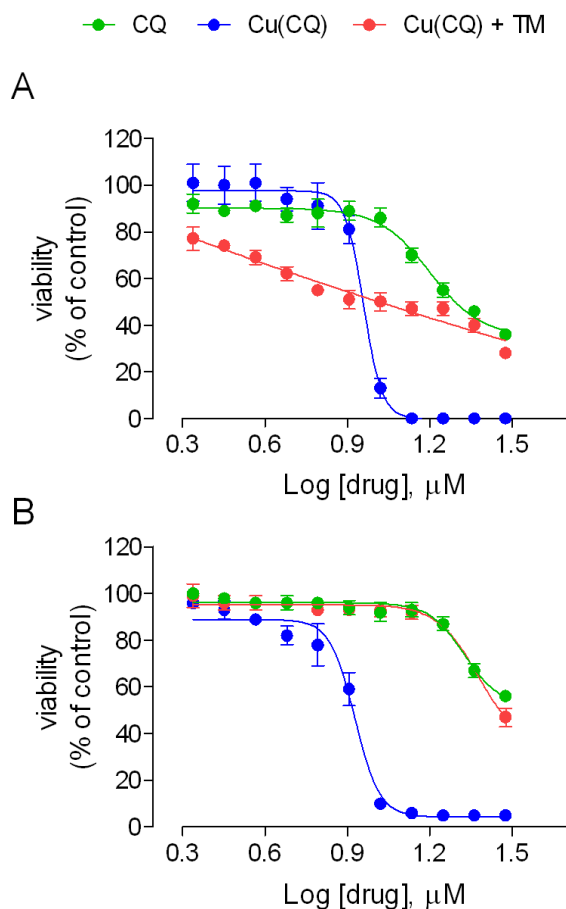 CQ Cu(CQ) Cu(CQ) + TM
A
120
100
80
60
40
20
0
viability
(% of control)
0.3 0.6 0.9 1.2 1.5
Log [drug], μM
B
120
100
80
60
40
20
0
viability
(% of control)
0.3 0.6 0.9 1.2 1.5
Log [drug], μM